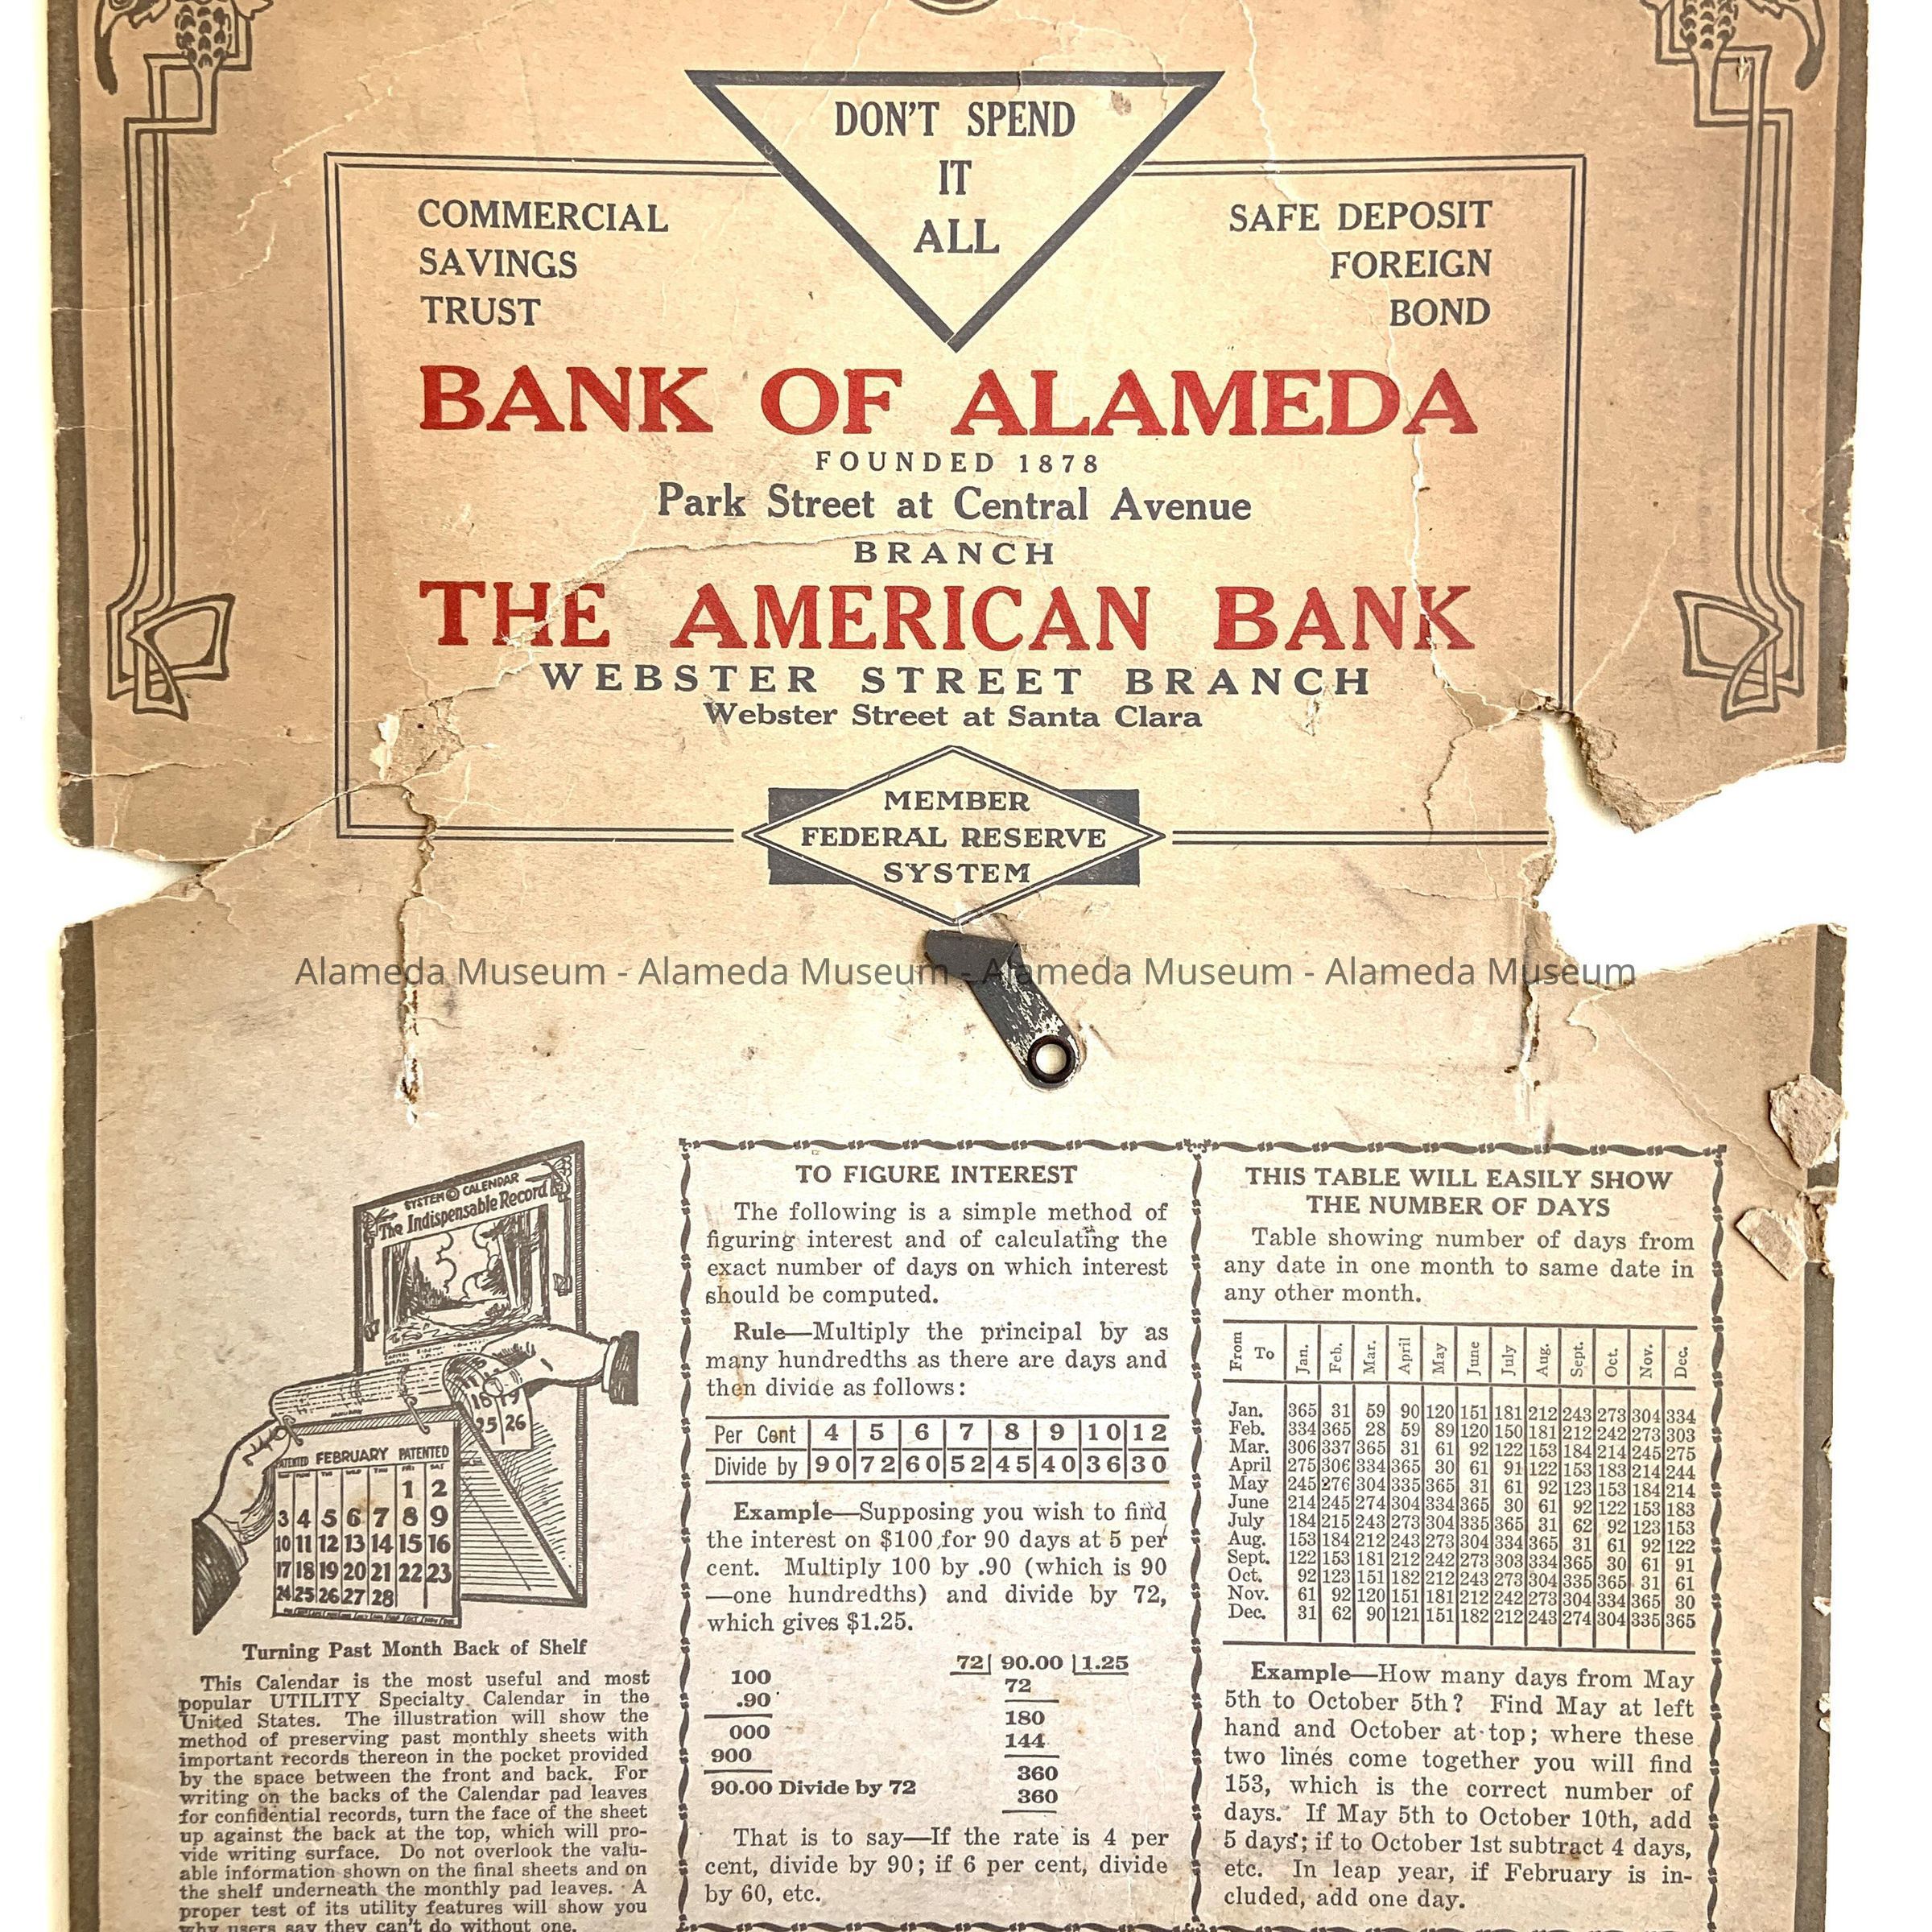 DON'T SPEND
IT
ALL
COMMERCIAL
SAVINGS
TRUST
SAFE DEPOSIT
FOREIGN
BOND
BANK OF ALAMEDA
FOUNDED 1878
Park Street at Central Avenue
BRANCH
THE AMERICAN BANK
WEBSTER STREET BRANCH
Webster Street at Santa Clara
MEMBER
FEDERAL RESERVE
SYSTEM
Alameda Museum - Alameda Museum - Alameda Museum - Alameda Museum
SYSTEM © CALENDAR
The Indispensable Record
18 19
25 26
PATENTED FEBRUARY PATENTED
1 2
3 4 5 6 7 8 9
10 11 12 13 14 15 16
17 18 19 20 21 22 23
24 25 26 27 28
Turning Past Month Back of Shelf
This Calendar is the most useful and most
popular UTILITY Specialty Calendar in the
United States. The illustration will show the
method of preserving past monthly sheets with
important records thereon in the pocket provided
by the space between the front and back. For
writing on the backs of the Calendar pad leaves
for confidential records, turn the face of the sheet
up against the back at the top, which will pro-
vide writing surface. Do not overlook the valu-
able information shown on the final sheets and on
the shelf underneath the monthly pad leaves. A
proper test of its utility features will show you
why users say they can't do without one.
TO FIGURE INTEREST
The following is a simple method of
figuring interest and of calculating the
exact number of days on which interest
should be computed.
Rule—Multiply the principal by as
many hundredths as there are days and
then divide as follows:
Per Cent 4 5 6 7 8 9 10 12
Divide by 90 72 60 52 45 40 36 30
Example—Supposing you wish to find
the interest on $100 for 90 days at 5 per
cent. Multiply 100 by .90 (which is 90
—one hundredths) and divide by 72,
which gives $1.25.
100
.90
000
900
90.00 Divide by 72
72| 90.00 |1.25
72
180
144
360
360
That is to say—If the rate is 4 per
cent, divide by 90; if 6 per cent, divide
by 60, etc.
THIS TABLE WILL EASILY SHOW
THE NUMBER OF DAYS
Table showing number of days from
any date in one month to same date in
any other month.
From To Jan. Feb. Mar. April May June July Aug. Sept. Oct. Nov. Dec.
Jan. 365 31 59 90 120 151 181 212 243 273 304 334
Feb. 334 365 28 59 89 120 150 181 212 242 273 303
Mar. 306 337 365 31 61 92 122 153 184 214 245 275
April 275 306 334 365 30 61 91 122 153 183 214 244
May 245 276 304 335 365 31 61 92 123 153 184 214
June 214 245 274 304 334 365 30 61 92 122 153 183
July 184 215 243 273 304 335 365 31 62 92 123 153
Aug. 153 184 212 243 273 304 334 365 31 61 92 122
Sept. 122 153 181 212 242 273 303 334 365 30 61 91
Oct. 92 123 151 182 212 243 273 304 335 365 31 61
Nov. 61 92 120 151 181 212 242 273 304 334 365 30
Dec. 31 62 90 121 151 182 212 243 274 304 335 365
Example—How many days from May
5th to October 5th? Find May at left
hand and October at top; where these
two lines come together you will find
153, which is the correct number of
days. If May 5th to October 10th, add
5 days; if to October 1st subtract 4 days,
etc. In leap year, if February is in-
cluded, add one day.